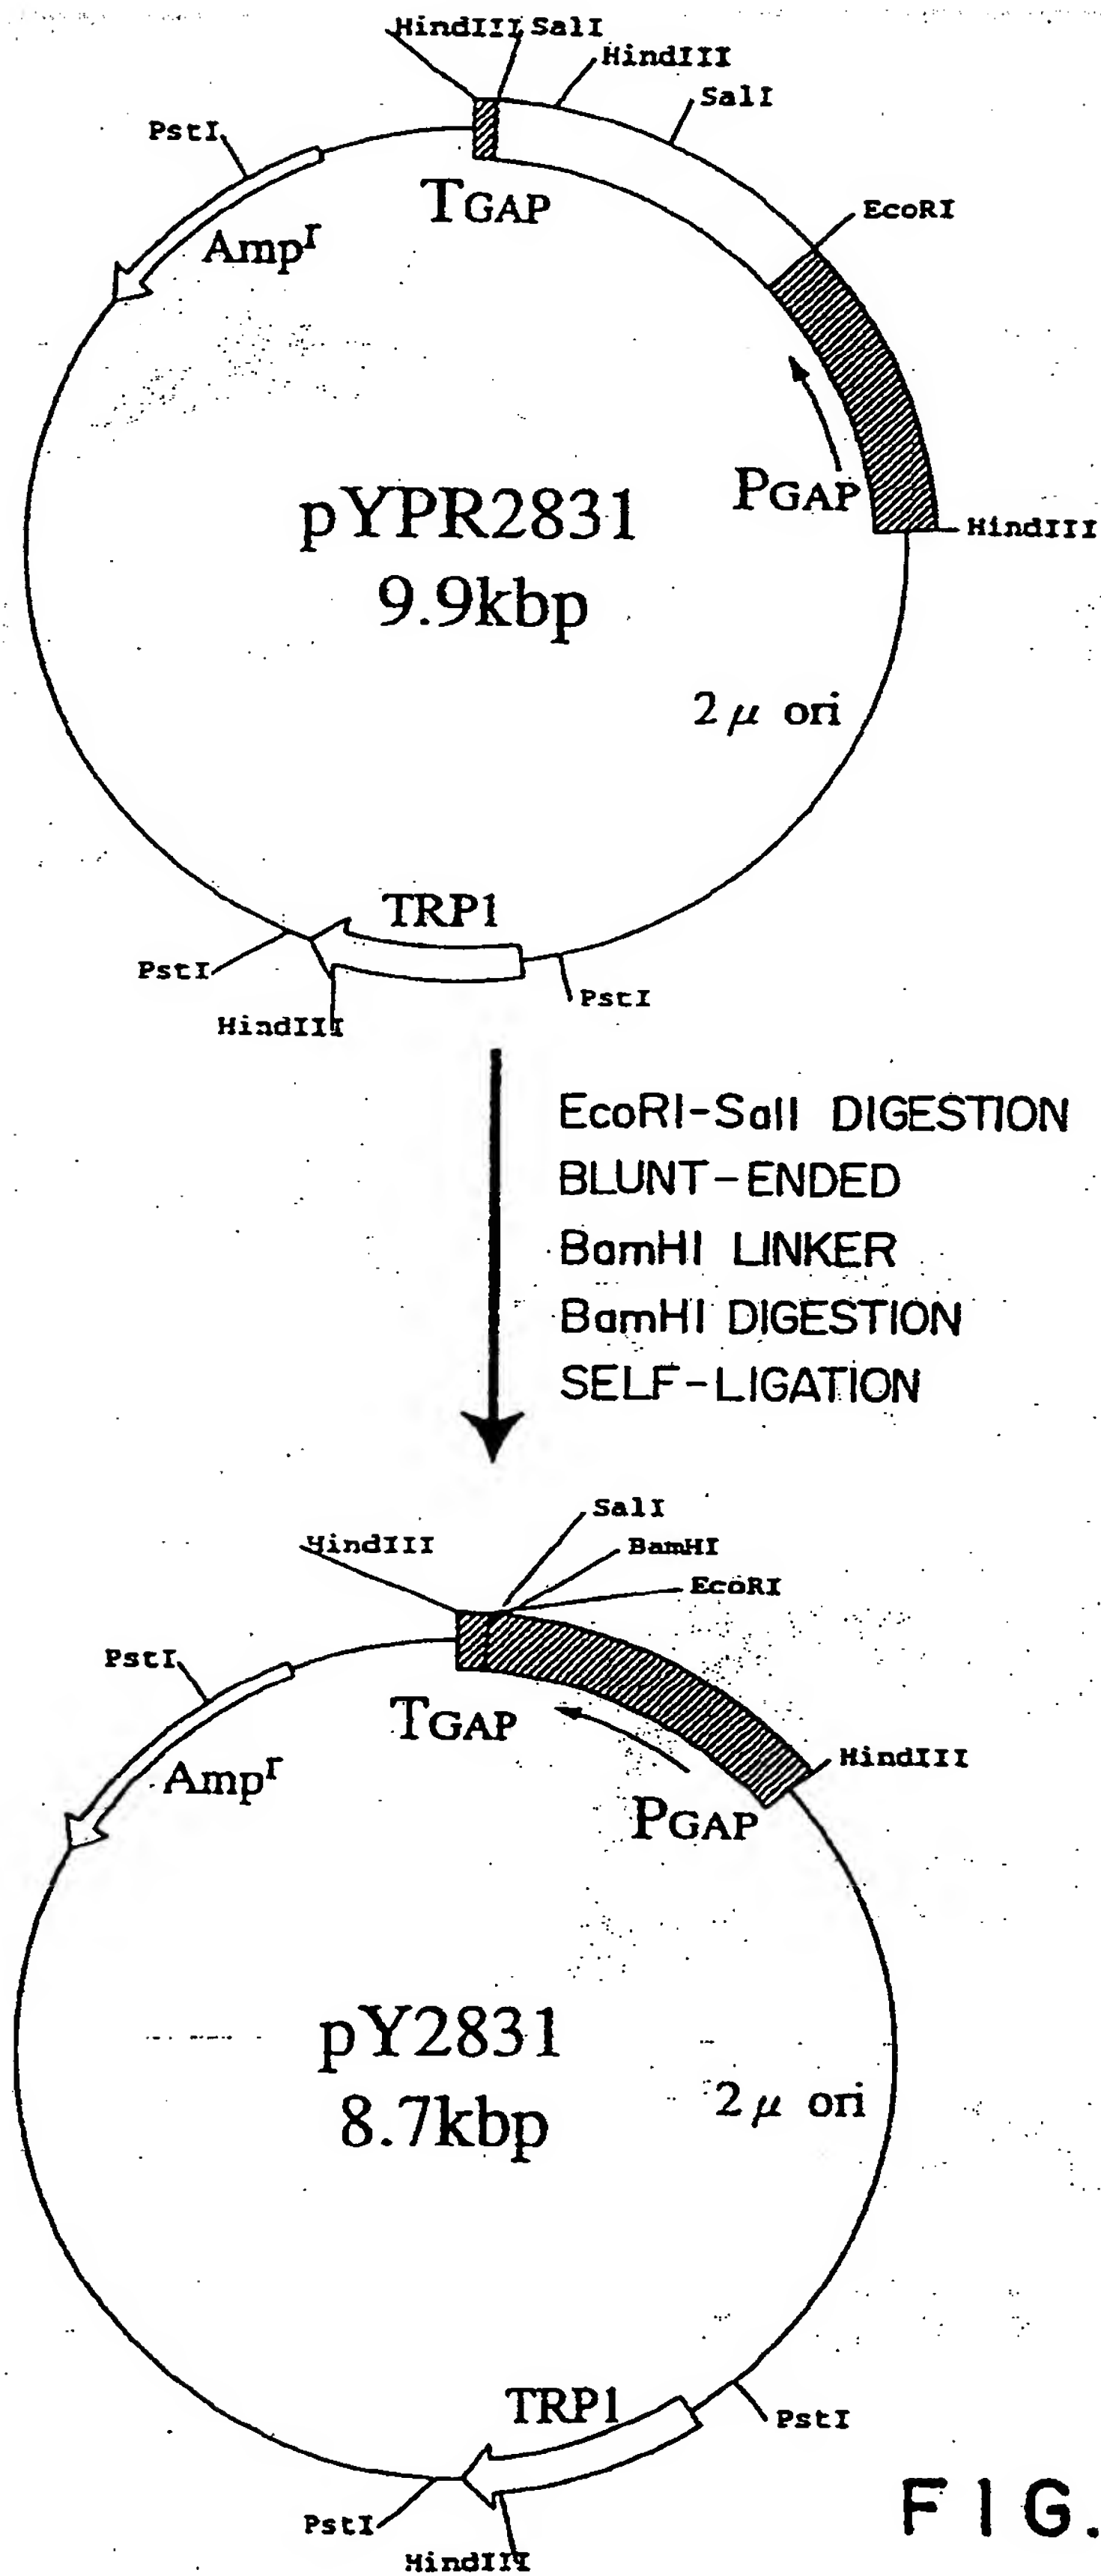 HindIII SalI
HindIII
SalI
PstI
EcoRI
TGAP
Ampr
PGAP
HindIII
pYPR2831
9.9kbp
2μ ori
TRP1
PstI
PstI
HindIII
EcoRI-SalI DIGESTION
BLUNT-ENDED
BamHI LINKER
BamHI DIGESTION
SELF-LIGATION
SalI
HindIII
BamHI
EcoRI
PstI
TGAP
HindIII
Ampr
PGAP
pY2831
8.7kbp
2μ ori
TRP1
PstI
PstI
HindIII
FIG.